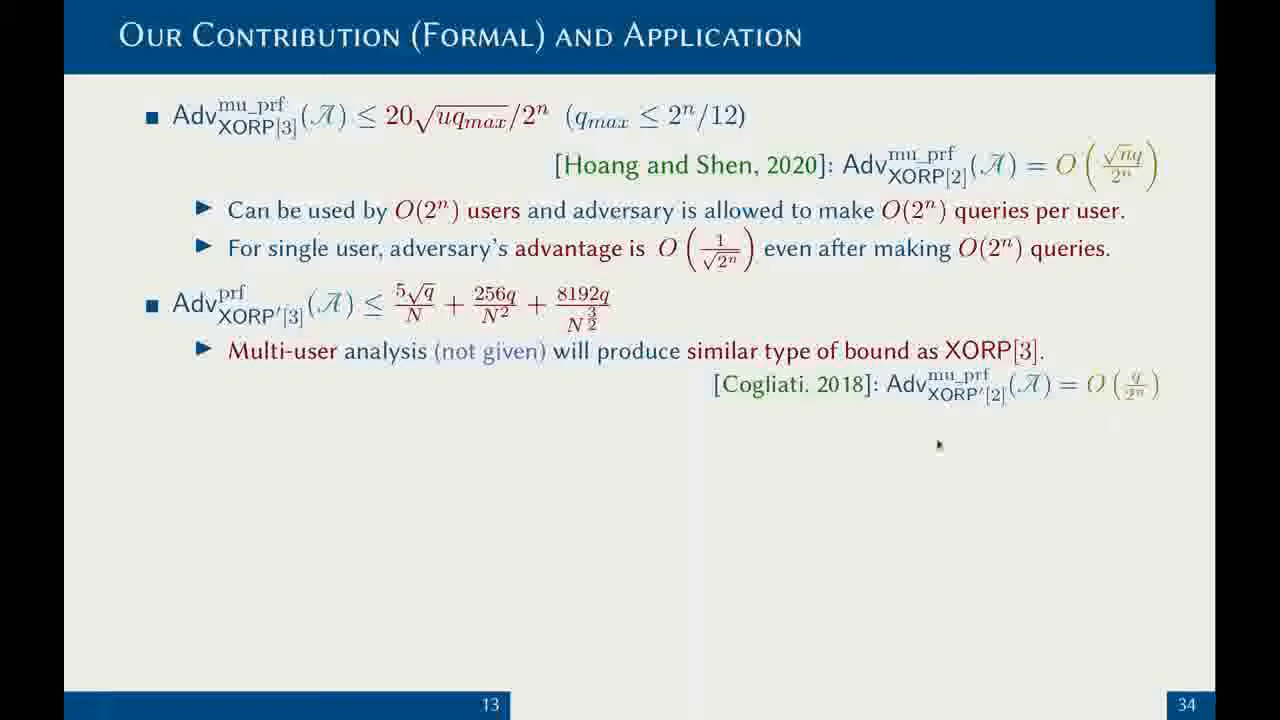 Our Contribution (Formal) and Application
■ Adv^{mu_prf}_{XORP[3]}(𝒜) ≤ 20√(uq_{max})/2^n (q_{max} ≤ 2^n/12)
[Hoang and Shen, 2020]: Adv^{mu_prf}_{XORP[2]}(𝒜) = O(√n q / 2^n)
▶ Can be used by O(2^n) users and adversary is allowed to make O(2^n) queries per user.
▶ For single user, adversary's advantage is O(1/√(2^n)) even after making O(2^n) queries.
■ Adv^{prf}_{XORP′[3]}(𝒜) ≤ 5√q/N + 256q/N^2 + 8192q/N^{3/2}
▶ Multi-user analysis (not given) will produce similar type of bound as XORP[3].
[Cogliati. 2018]: Adv^{mu_prf}_{XORP′[2]}(𝒜) = O(q/2^n)
13
34